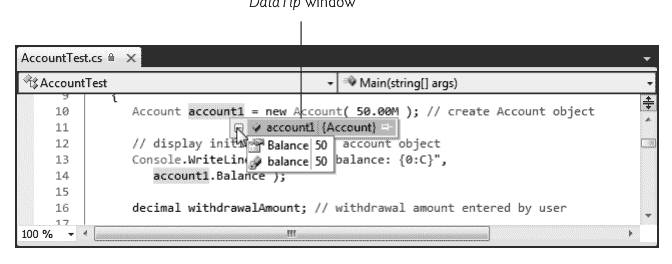 DataTip window
AccountTest.cs
AccountTest
Main(string[] args)
9 {
10 Account account1 = new Account( 50.00M ); // create Account object
11 account1 {Account}
12 // display account object
Balance 50
13 Console. balance: {0:C}",
balance 50
14 account1.Balance );
15
16 decimal withdrawalAmount; // withdrawal amount entered by user
17
100 %